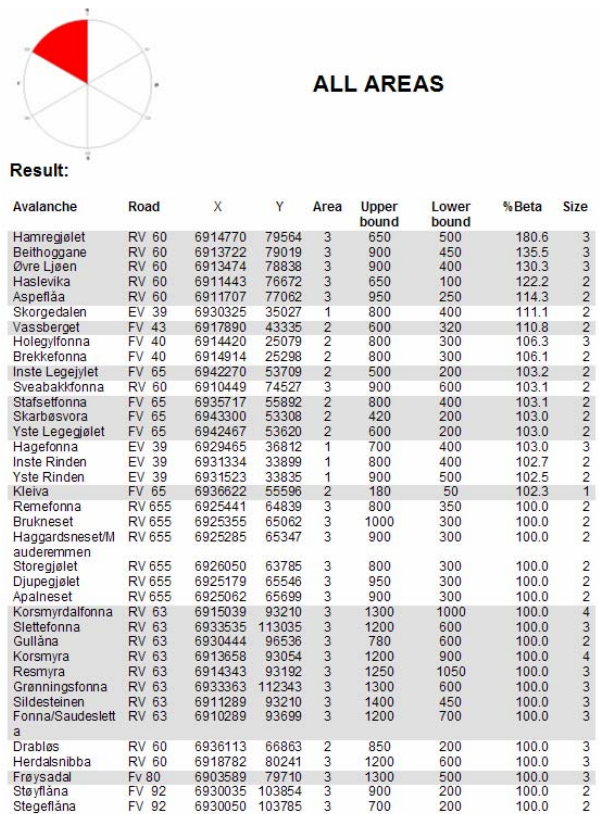 ALL AREAS
Result:
Avalanche Road X Y Area Upper bound Lower bound %Beta Size
Hamregjølet RV 60 6914770 79564 3 650 500 180.6 3
Beithoggane RV 60 6913722 79019 3 900 450 135.5 3
Øvre Ljøen RV 60 6913474 78838 3 900 400 130.3 3
Haslevika RV 60 6911443 76672 3 650 100 122.2 2
Aspeflåa RV 60 6911707 77062 3 950 250 114.3 2
Skorgedalen EV 39 6930325 35027 1 800 400 111.1 2
Vassberget FV 43 6917890 43335 2 600 320 110.8 2
Holegylfonna FV 40 6914420 25079 2 800 300 106.3 3
Brekkefonna FV 40 6914914 25298 2 800 300 106.1 2
Inste Legejylet FV 65 6942270 53709 2 500 200 103.2 2
Sveabakkfonna RV 60 6910449 74527 3 900 600 103.1 2
Stafsetfonna FV 65 6935717 55892 2 800 400 103.1 2
Skarbøsvora FV 65 6943300 53308 2 420 200 103.0 2
Yste Legegjølet FV 65 6942467 53620 2 600 200 103.0 2
Hagefonna EV 39 6929465 36812 1 700 400 103.0 3
Inste Rinden EV 39 6931334 33899 1 800 400 102.7 2
Yste Rinden EV 39 6931523 33835 1 900 500 102.5 2
Kleiva FV 65 6936622 55596 2 180 50 102.3 1
Remefonna RV 655 6925441 64839 3 800 350 100.0 2
Brukneset RV 655 6925355 65062 3 1000 300 100.0 2
Haggardsneset/M RV 655 6925285 65347 3 900 300 100.0 2
auderemmen
Storegjølet RV 655 6926050 63785 3 800 300 100.0 2
Djupegjølet RV 655 6925179 65546 3 950 300 100.0 2
Apalneset RV 655 6925062 65699 3 900 300 100.0 2
Korsmyrdalfonna RV 63 6915039 93210 3 1300 1000 100.0 4
Slettefonna RV 63 6933535 113035 3 1200 600 100.0 3
Gullåna RV 63 6930444 96536 3 780 600 100.0 2
Korsmyra RV 63 6913658 93054 3 1200 900 100.0 4
Resmyra RV 63 6914343 93192 3 1250 1050 100.0 3
Grønningsfonna RV 63 6933363 112343 3 1300 600 100.0 3
Sildesteinen RV 63 6911289 93210 3 1400 450 100.0 3
Fonna/Saudeslett RV 63 6910289 93699 3 1200 700 100.0 3
a
Drabløs RV 60 6936113 66863 2 850 200 100.0 3
Herdalsnibba RV 60 6918782 80241 3 1200 600 100.0 3
Frøysadal Fv 80 6903589 79710 3 1300 500 100.0 3
Støyflåna FV 92 6930035 103854 3 900 200 100.0 2
Stegeflåna FV 92 6930050 103785 3 700 200 100.0 2